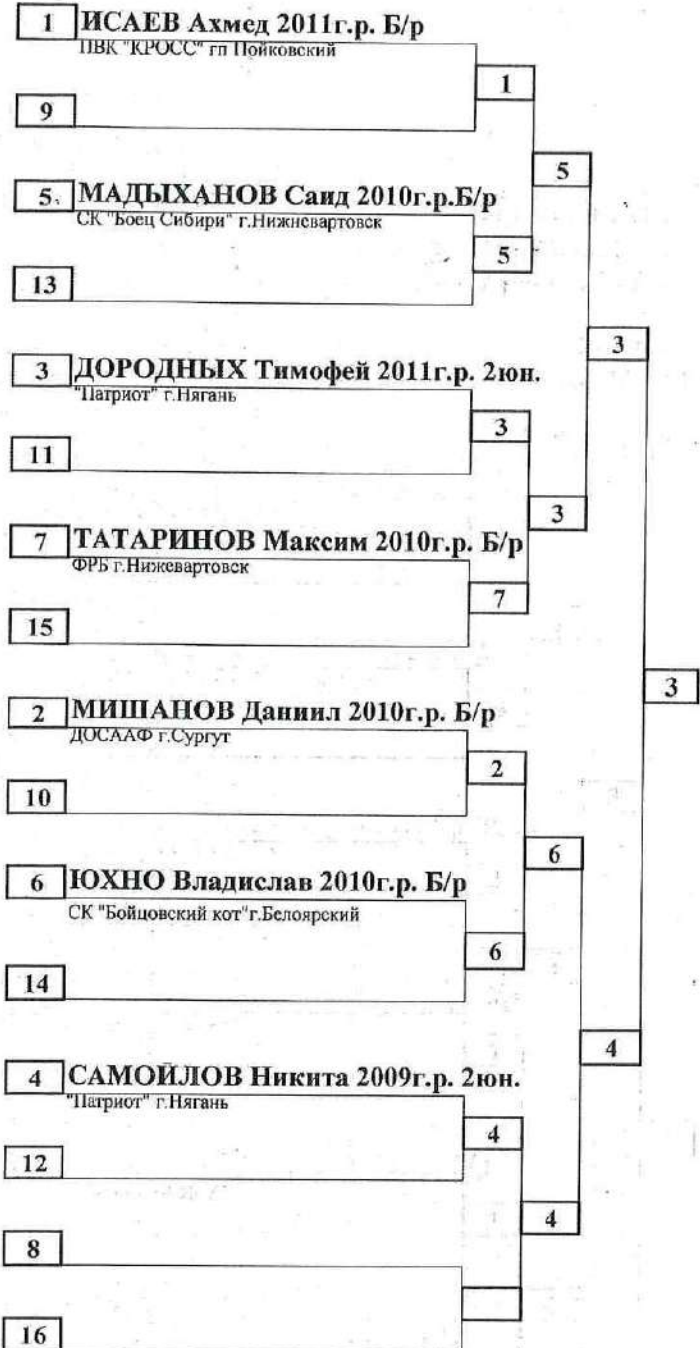 1 ИСАЕВ Ахмед 2011г.р. Б/р
ПВК "КРОСС" гп Пойковский
1
9
5
5 МАДЫХАНОВ Саид 2010г.р.Б/р
СК "Боец Сибири" г.Нижневартовск
5
13
3
3 ДОРОДНЫХ Тимофей 2011г.р. 2юн.
"Патриот" г.Нягань
3
11
3
7 ТАТАРИНОВ Максим 2010г.р. Б/р
ФРБ г.Нижевартовск
7
15
3
2 МИШАНОВ Даниил 2010г.р. Б/р
ДОСААФ г.Сургут
2
10
6
6 ЮХНО Владислав 2010г.р. Б/р
СК "Бойцовский кот"г.Белоярский
6
14
4
4 САМОЙЛОВ Никита 2009г.р. 2юн.
"Патриот" г.Нягань
4
12
4
8
16